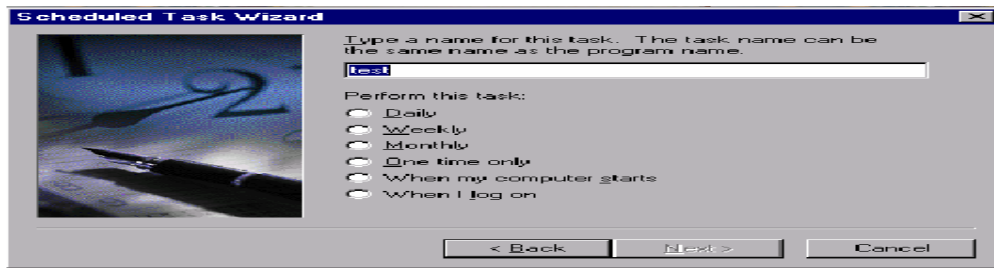 Scheduled Task Wizard
Type a name for this task. The task name can be
the same name as the program name.
test
Perform this task:
Daily
Weekly
Monthly
One time only
When my computer starts
When I log on
< Back
Next >
Cancel